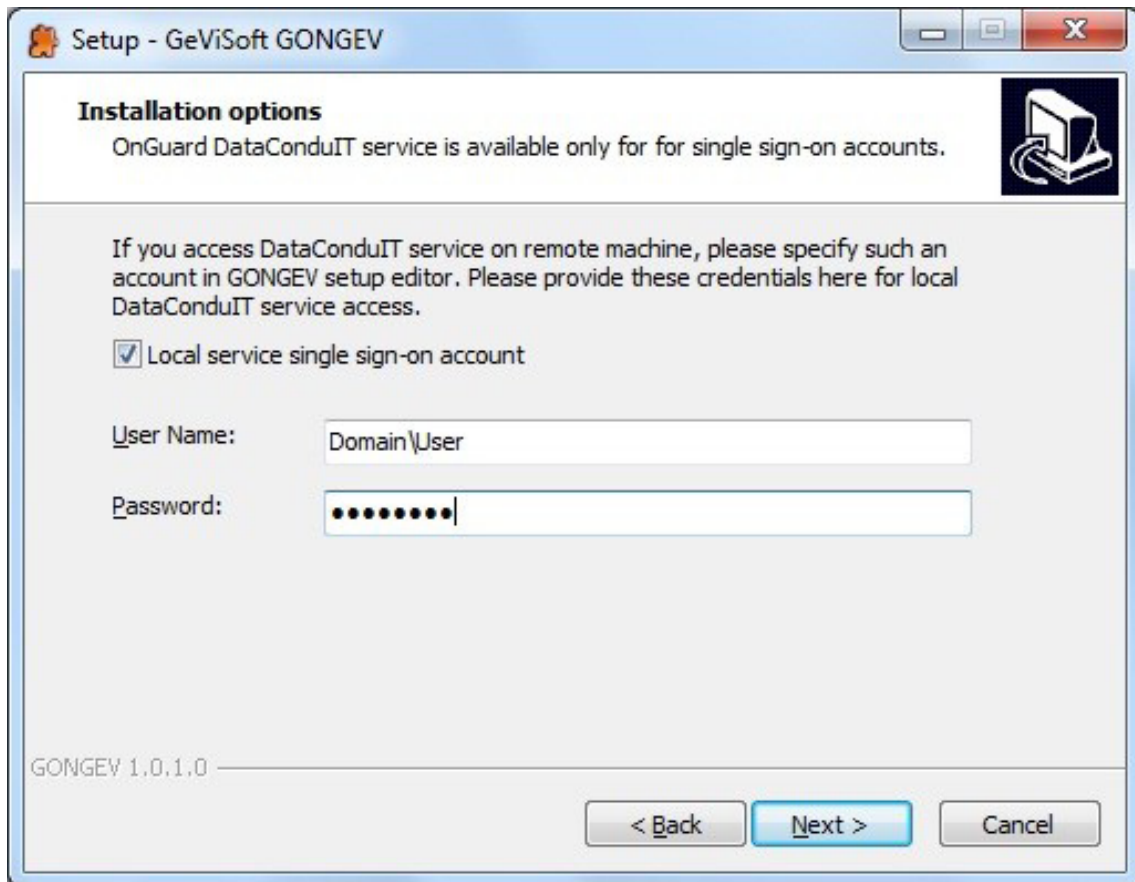 Setup - GeViSoft GONGEV
Installation options
OnGuard DataConduIT service is available only for for single sign-on accounts.
If you access DataConduIT service on remote machine, please specify such an
account in GONGEV setup editor. Please provide these credentials here for local
DataConduIT service access.
Local service single sign-on account
User Name:
Domain\User
Password:
●●●●●●●●
GONGEV 1.0.1.0
< Back
Next >
Cancel